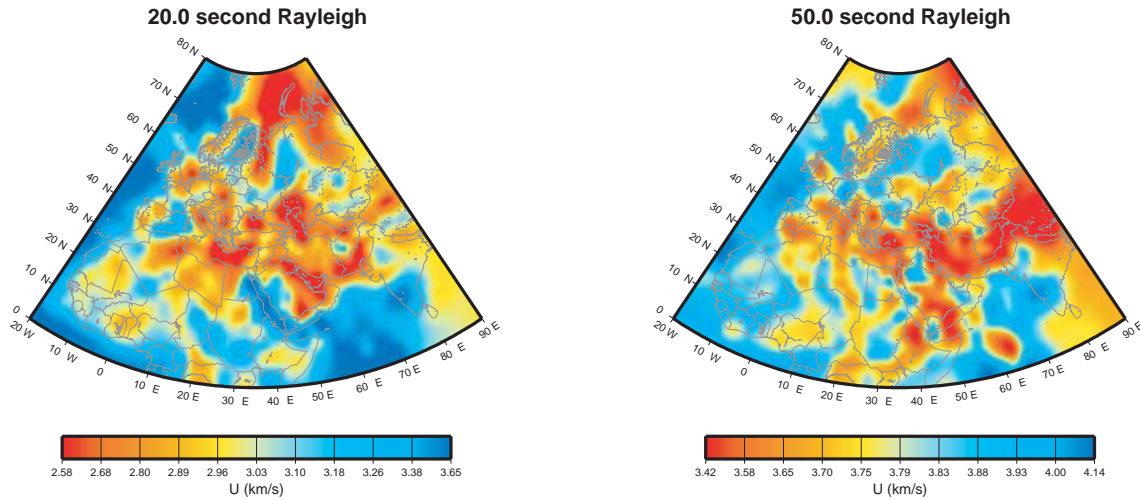 20.0 second Rayleigh
80 N
70 N
60 N
50 N
40 N
30 N
20 N
10 N
0
20 W
10 W
0
10 E
20 E
30 E
40 E
50 E
60 E
70 E
80 E
90 E
2.58 2.68 2.80 2.89 2.96 3.03 3.10 3.18 3.26 3.38 3.65
U (km/s)
50.0 second Rayleigh
80 N
70 N
60 N
50 N
40 N
30 N
20 N
10 N
0
20 W
10 W
0
10 E
20 E
30 E
40 E
50 E
60 E
70 E
80 E
90 E
3.42 3.58 3.65 3.70 3.75 3.79 3.83 3.88 3.93 4.00 4.14
U (km/s)